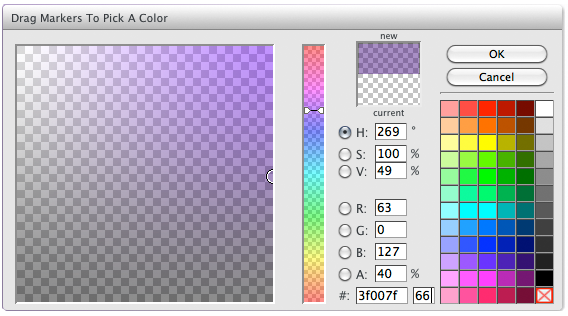 Drag Markers To Pick A Color
new
current
OK
Cancel
H: 269 °
S: 100 %
V: 49 %
R: 63
G: 0
B: 127
A: 40 %
#: 3f007f 66